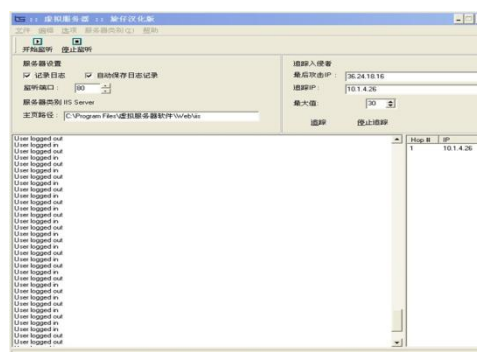 :: 虚拟服务器 :: 旋仔汉化版
文件 编辑 选项 服务器类别(Z) 帮助
开始监听 停止监听
服务器设置
记录日志 自动保存日志记录
监听端口: 80
服务器类别 IIS Server
主页路径: C:\Program Files\虚拟服务器软件\Web\iis
追踪入侵者
最后攻击IP: 36.24.18.16
追踪IP: 10.1.4.26
最大值: 30
追踪 停止追踪
User logged out
User logged in
User logged out
User logged in
User logged out
User logged in
User logged out
User logged in
User logged out
User logged in
User logged out
User logged in
User logged out
User logged in
User logged out
User logged in
User logged out
User logged in
User logged out
User logged in
User logged out
User logged in
User logged out
User logged in
User logged out
User logged in
User logged out
User logged in
User logged out
User logged in
User logged out
User logged in
User logged out
Hop # IP
1 10.1.4.26